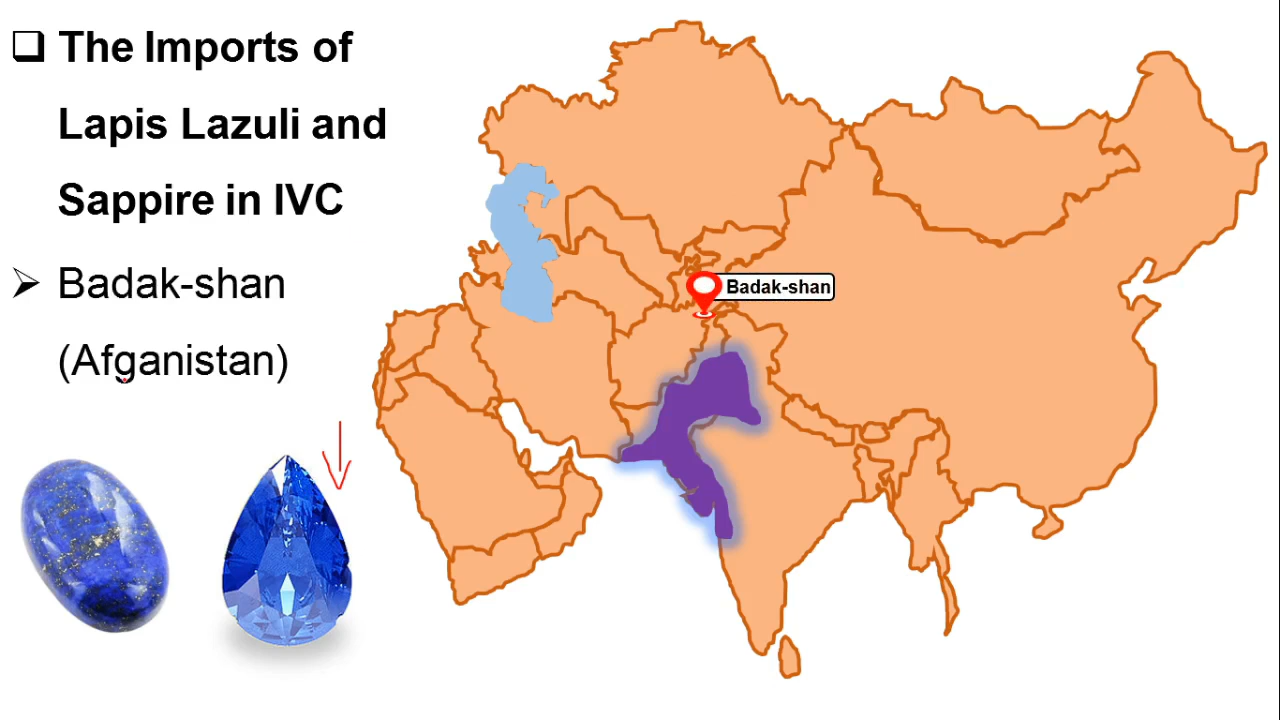 The Imports of
Lapis Lazuli and
Sappire in IVC
Badak-shan
(Afganistan)
Badak-shan